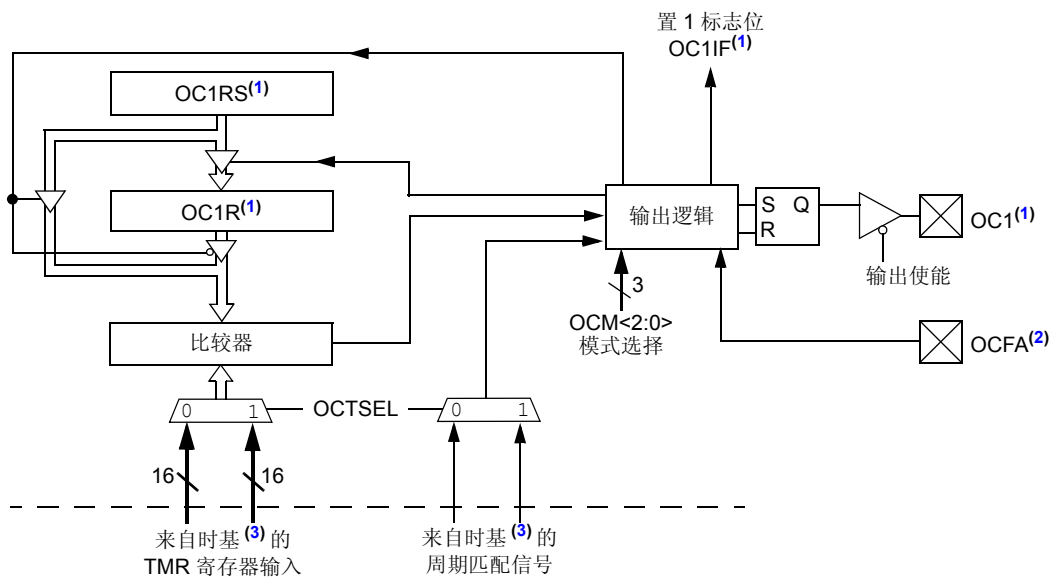 置 1 标志位
OC1IF(1)
OC1RS(1)
OC1R(1)
输出逻辑
S Q
R
OC1(1)
输出使能
3
OCM<2:0>
模式选择
比较器
OCFA(2)
0 1
OCTSEL
0 1
16
16
来自时基(3) 的
TMR 寄存器输入
来自时基(3) 的
周期匹配信号